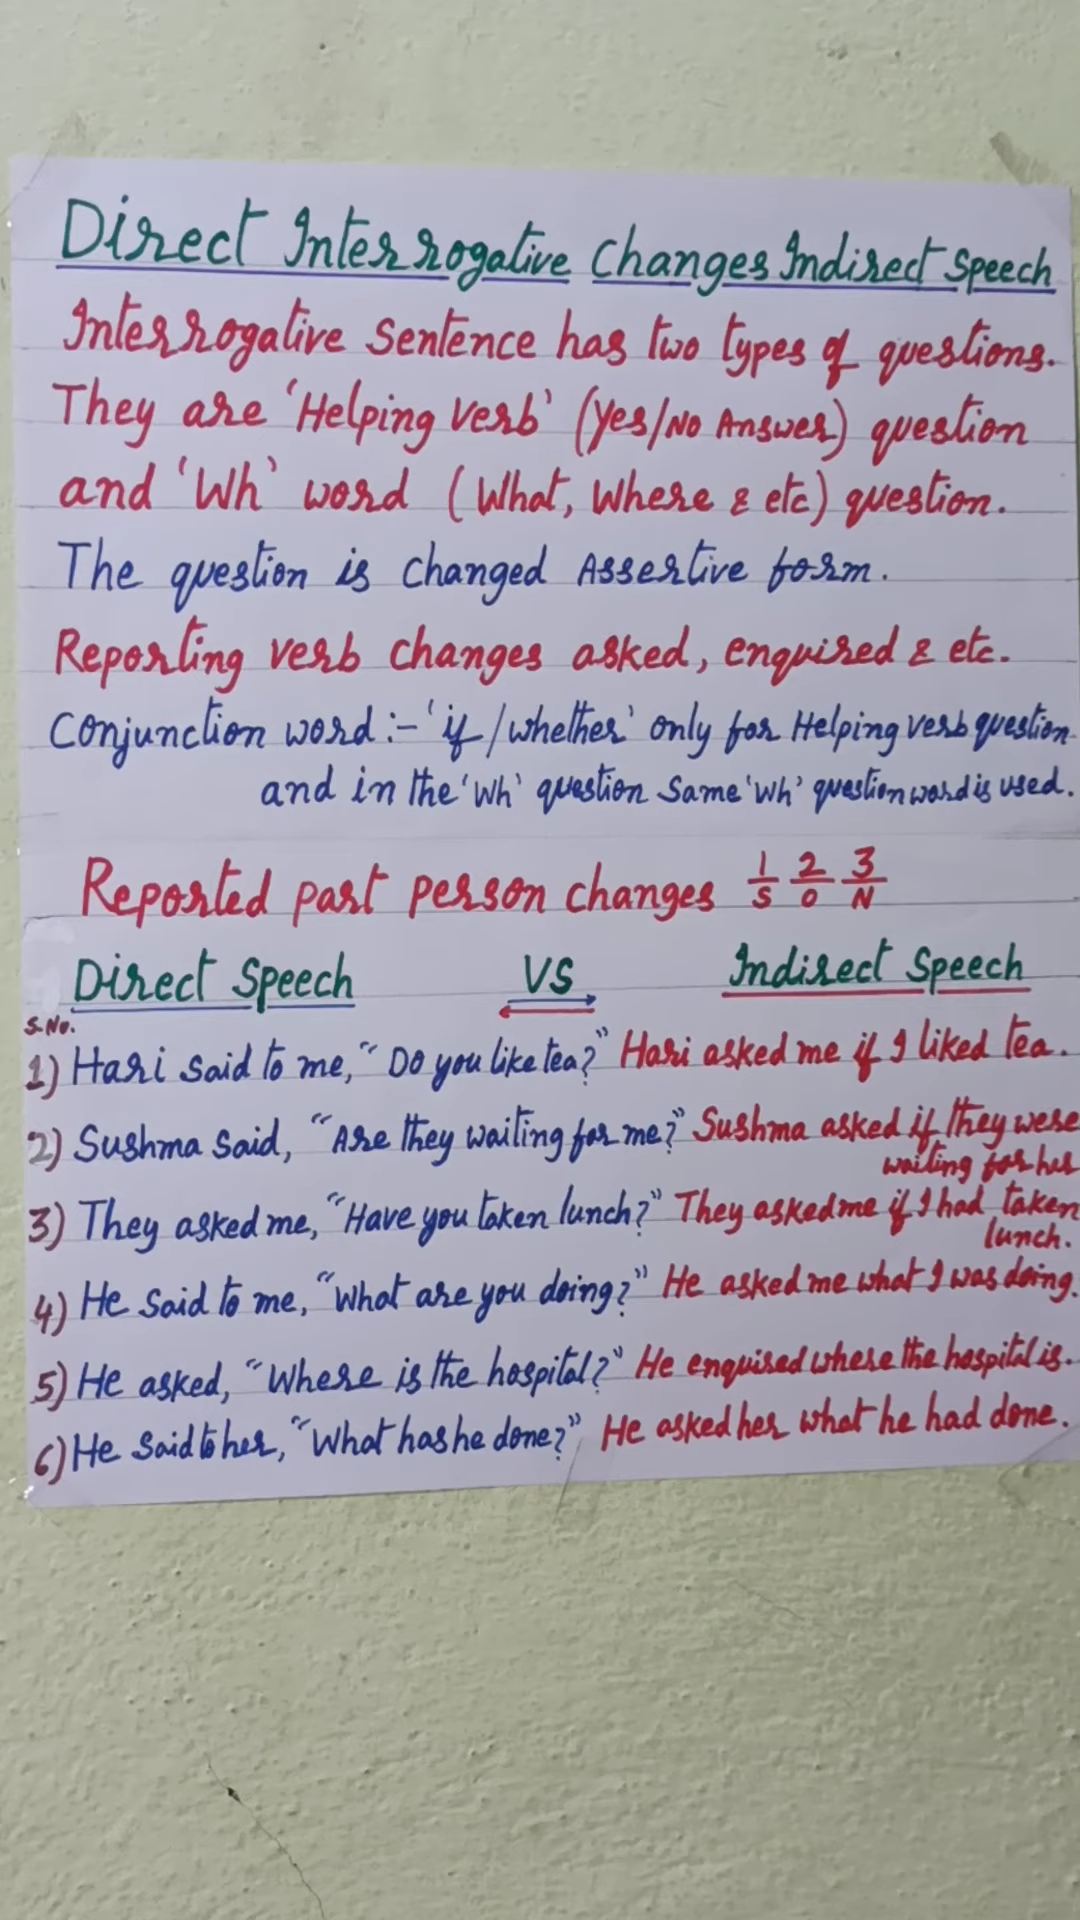 Direct Interrogative Changes Indirect Speech
Interrogative Sentence has two types of questions.
They are 'Helping verb' (Yes/No Answer) question
and 'Wh' word (What, Where & etc) question.
The question is changed Assertive form.
Reporting verb changes asked, enquired & etc.
Conjunction word :- 'if/whether' only for Helping verb question
and in the 'Wh' question Same 'Wh' question word is used.
Reported part person changes 1/S 2/O 3/N
Direct Speech VS Indirect Speech
S.No.
1) Hari said to me, "Do you like tea?" Hari asked me if I liked tea.
2) Sushma said, "Are they waiting for me?" Sushma asked if they were
waiting for her
3) They asked me, "Have you taken lunch?" They asked me if I had taken
lunch.
4) He said to me, "What are you doing?" He asked me what I was doing.
5) He asked, "Where is the hospital?" He enquired where the hospital is.
6) He said to her, "What has he done?" He asked her what he had done.